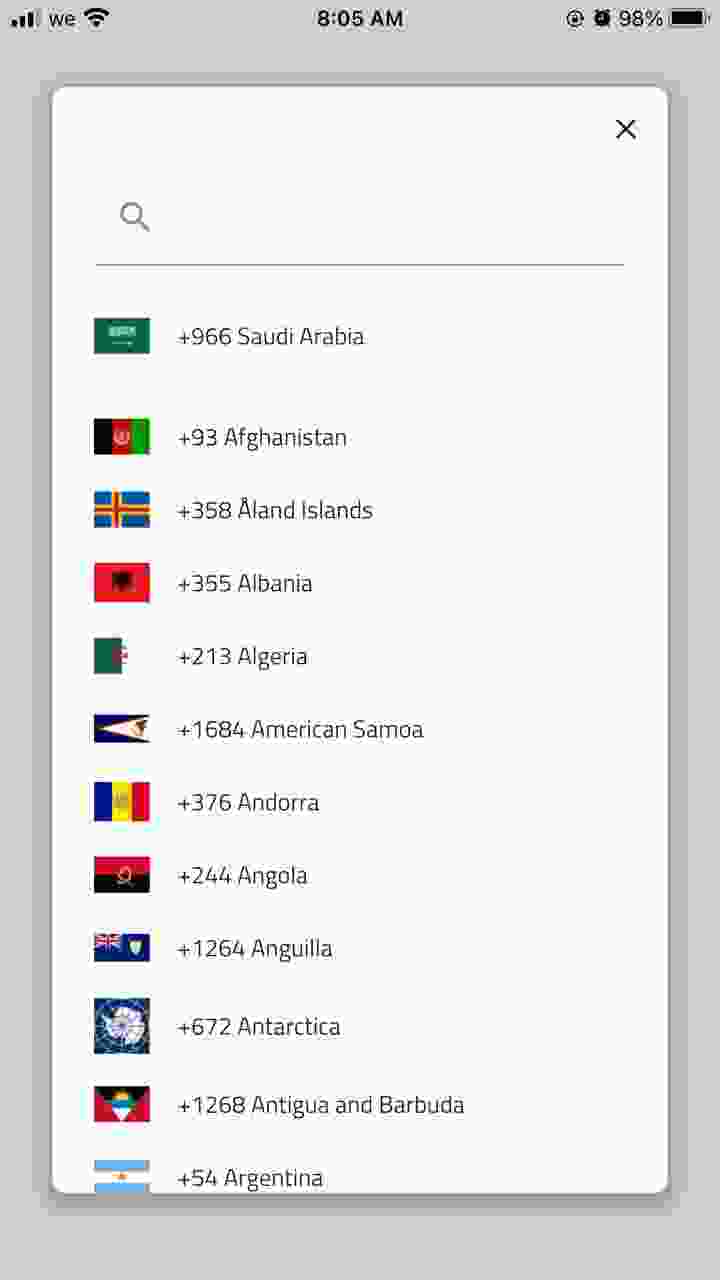 we 8:05 AM 98%
+966 Saudi Arabia
+93 Afghanistan
+358 Åland Islands
+355 Albania
+213 Algeria
+1684 American Samoa
+376 Andorra
+244 Angola
+1264 Anguilla
+672 Antarctica
+1268 Antigua and Barbuda
+54 Argentina